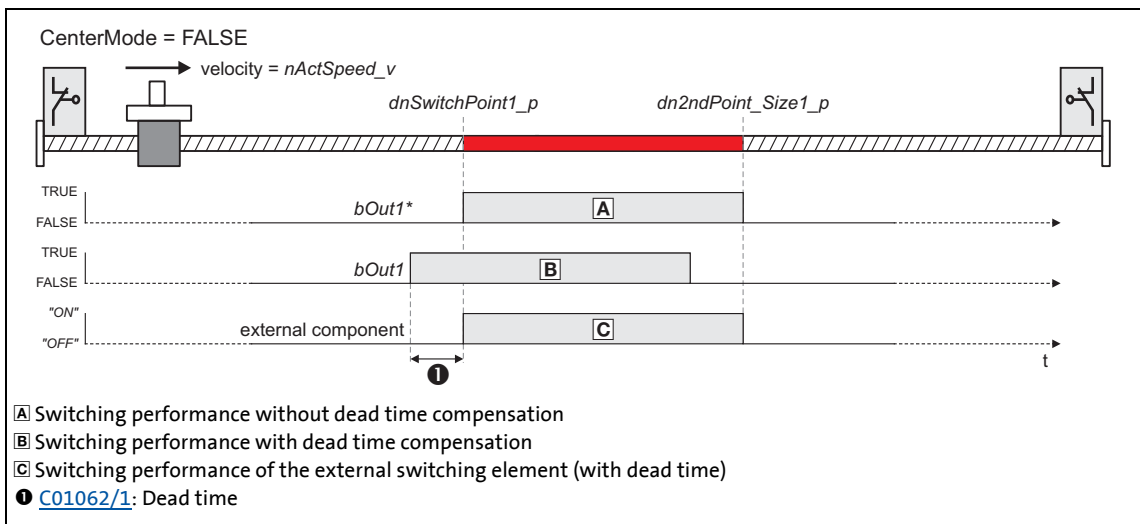 CenterMode = FALSE
velocity = nActSpeed_v
dnSwitchPoint1_p
dn2ndPoint_Size1_p
TRUE
bOut1*
A
FALSE
TRUE
bOut1
B
FALSE
"ON"
external component
C
"OFF"
t
❶
A Switching performance without dead time compensation
B Switching performance with dead time compensation
C Switching performance of the external switching element (with dead time)
❶ C01062/1: Dead time